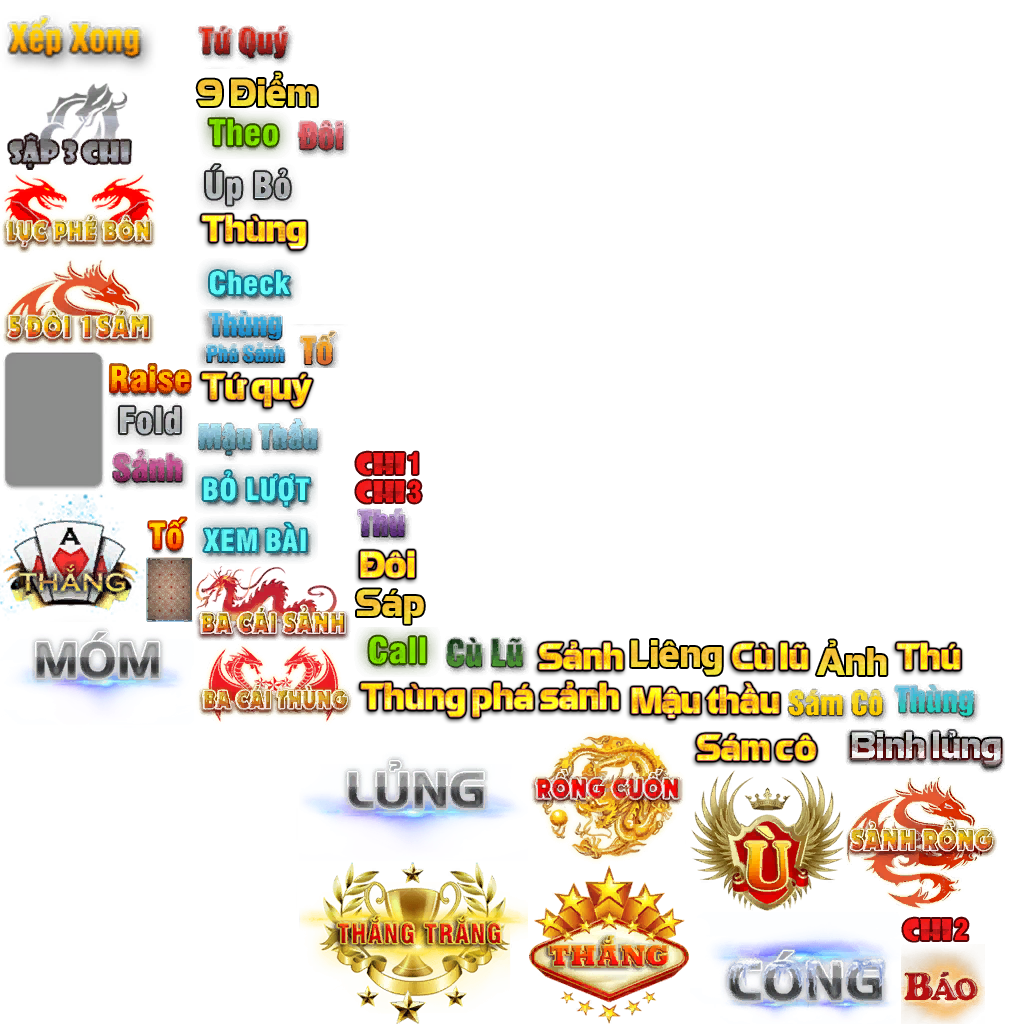 Xếp Xong
Tứ Quý
9 Điểm
Theo
Đôi
SẬP 3 CHI
Úp Bỏ
LỤC PHÉ BÔN
Thùng
Check
5 ĐÔI 1 SÁM
Thùng
Phá Sảnh
Tố
Raise
Tứ quý
Fold
Mậu Thầu
Sảnh
CHI 1
BỎ LƯỢT
CHI 3
Thú
A
Tố
XEM BÀI
THẮNG
Đôi
Sáp
BA CÁI SẢNH
MÓM
Call
Cù Lũ
Sảnh
Liêng
Cù lũ
Ảnh
Thú
BA CÁI THÙNG
Thùng phá sảnh
Mậu thầu
Sám Cô
Thùng
Sám cô
Binh lủng
LỦNG
RỒNG CUỐN
Ù
SẢNH RỒNG
THẮNG TRẮNG
THẮNG
CHI 2
CÓNG
BÁO